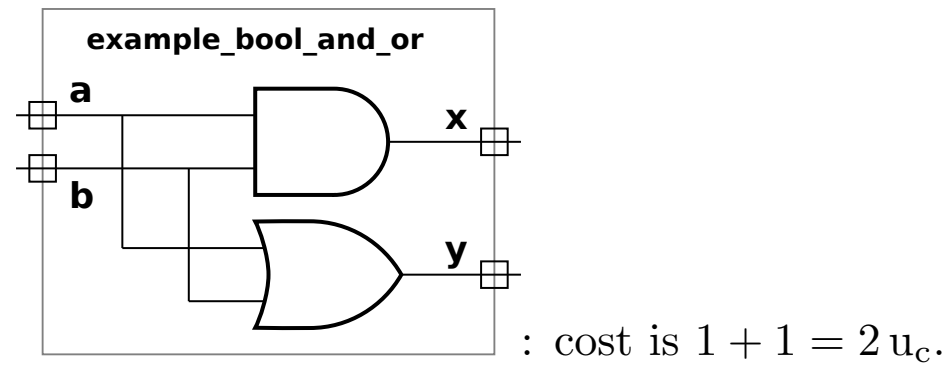 example_bool_and_or
a
x
b
y
: cost is 1 + 1 = 2 u_c.